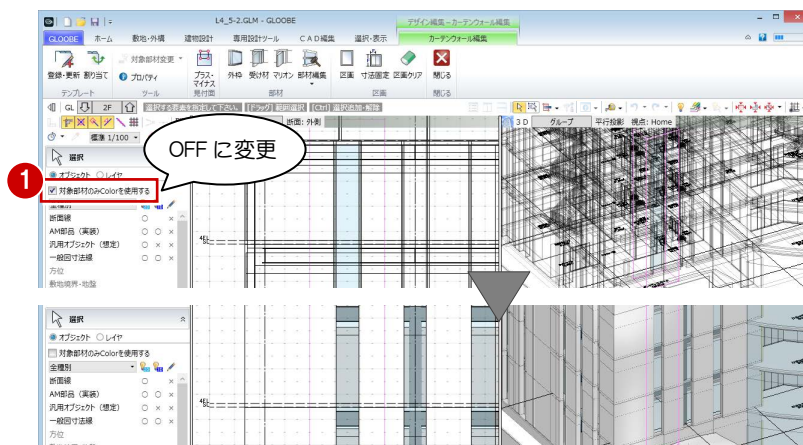 L4_5-2.GLM - GLOOBE
デザイン編集 - カーテンウォール編集
GLOOBE ホーム 敷地・外構 建物設計 専用設計ツール CAD編集 選択・表示 カーテンウォール編集
登録・更新 割り当て 対象部材変更 プラス・マイナス 外枠 受け材 マリオン 部材編集 区画 寸法固定 区画クリア 閉じる
プロパティ
テンプレート ツール 見付面 部材 区画 閉じる
GL 2F 選択する要素を指定して下さい。 [ドラッグ] 範囲選択 [Ctrl] 選択追加・解除
断面: 外側 3D グループ 平行投影 視点: Home
標準 1/100
OFF に変更
選択
オブジェクト レイヤ
1
対象部材のみColorを使用する
全種別
断面線
AM部品 (実装)
汎用オブジェクト (想定)
一般図寸法線
方位
敷地境界・地盤
4FL
選択
オブジェクト レイヤ
対象部材のみColorを使用する
全種別
断面線
AM部品 (実装)
汎用オブジェクト (想定)
一般図寸法線
方位
4FL